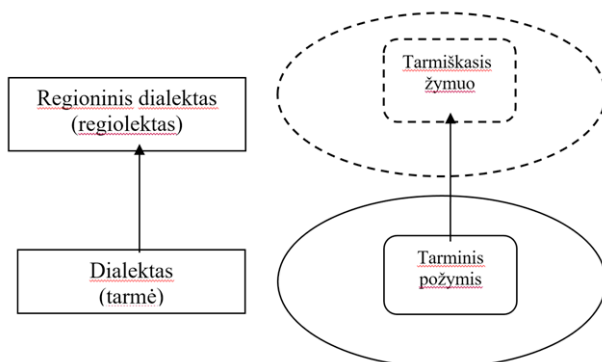 Regioninis dialektas
(regiolektas)
Tarmiškasis
žymuo
Dialektas
(tarmė)
Tarminis
požymis